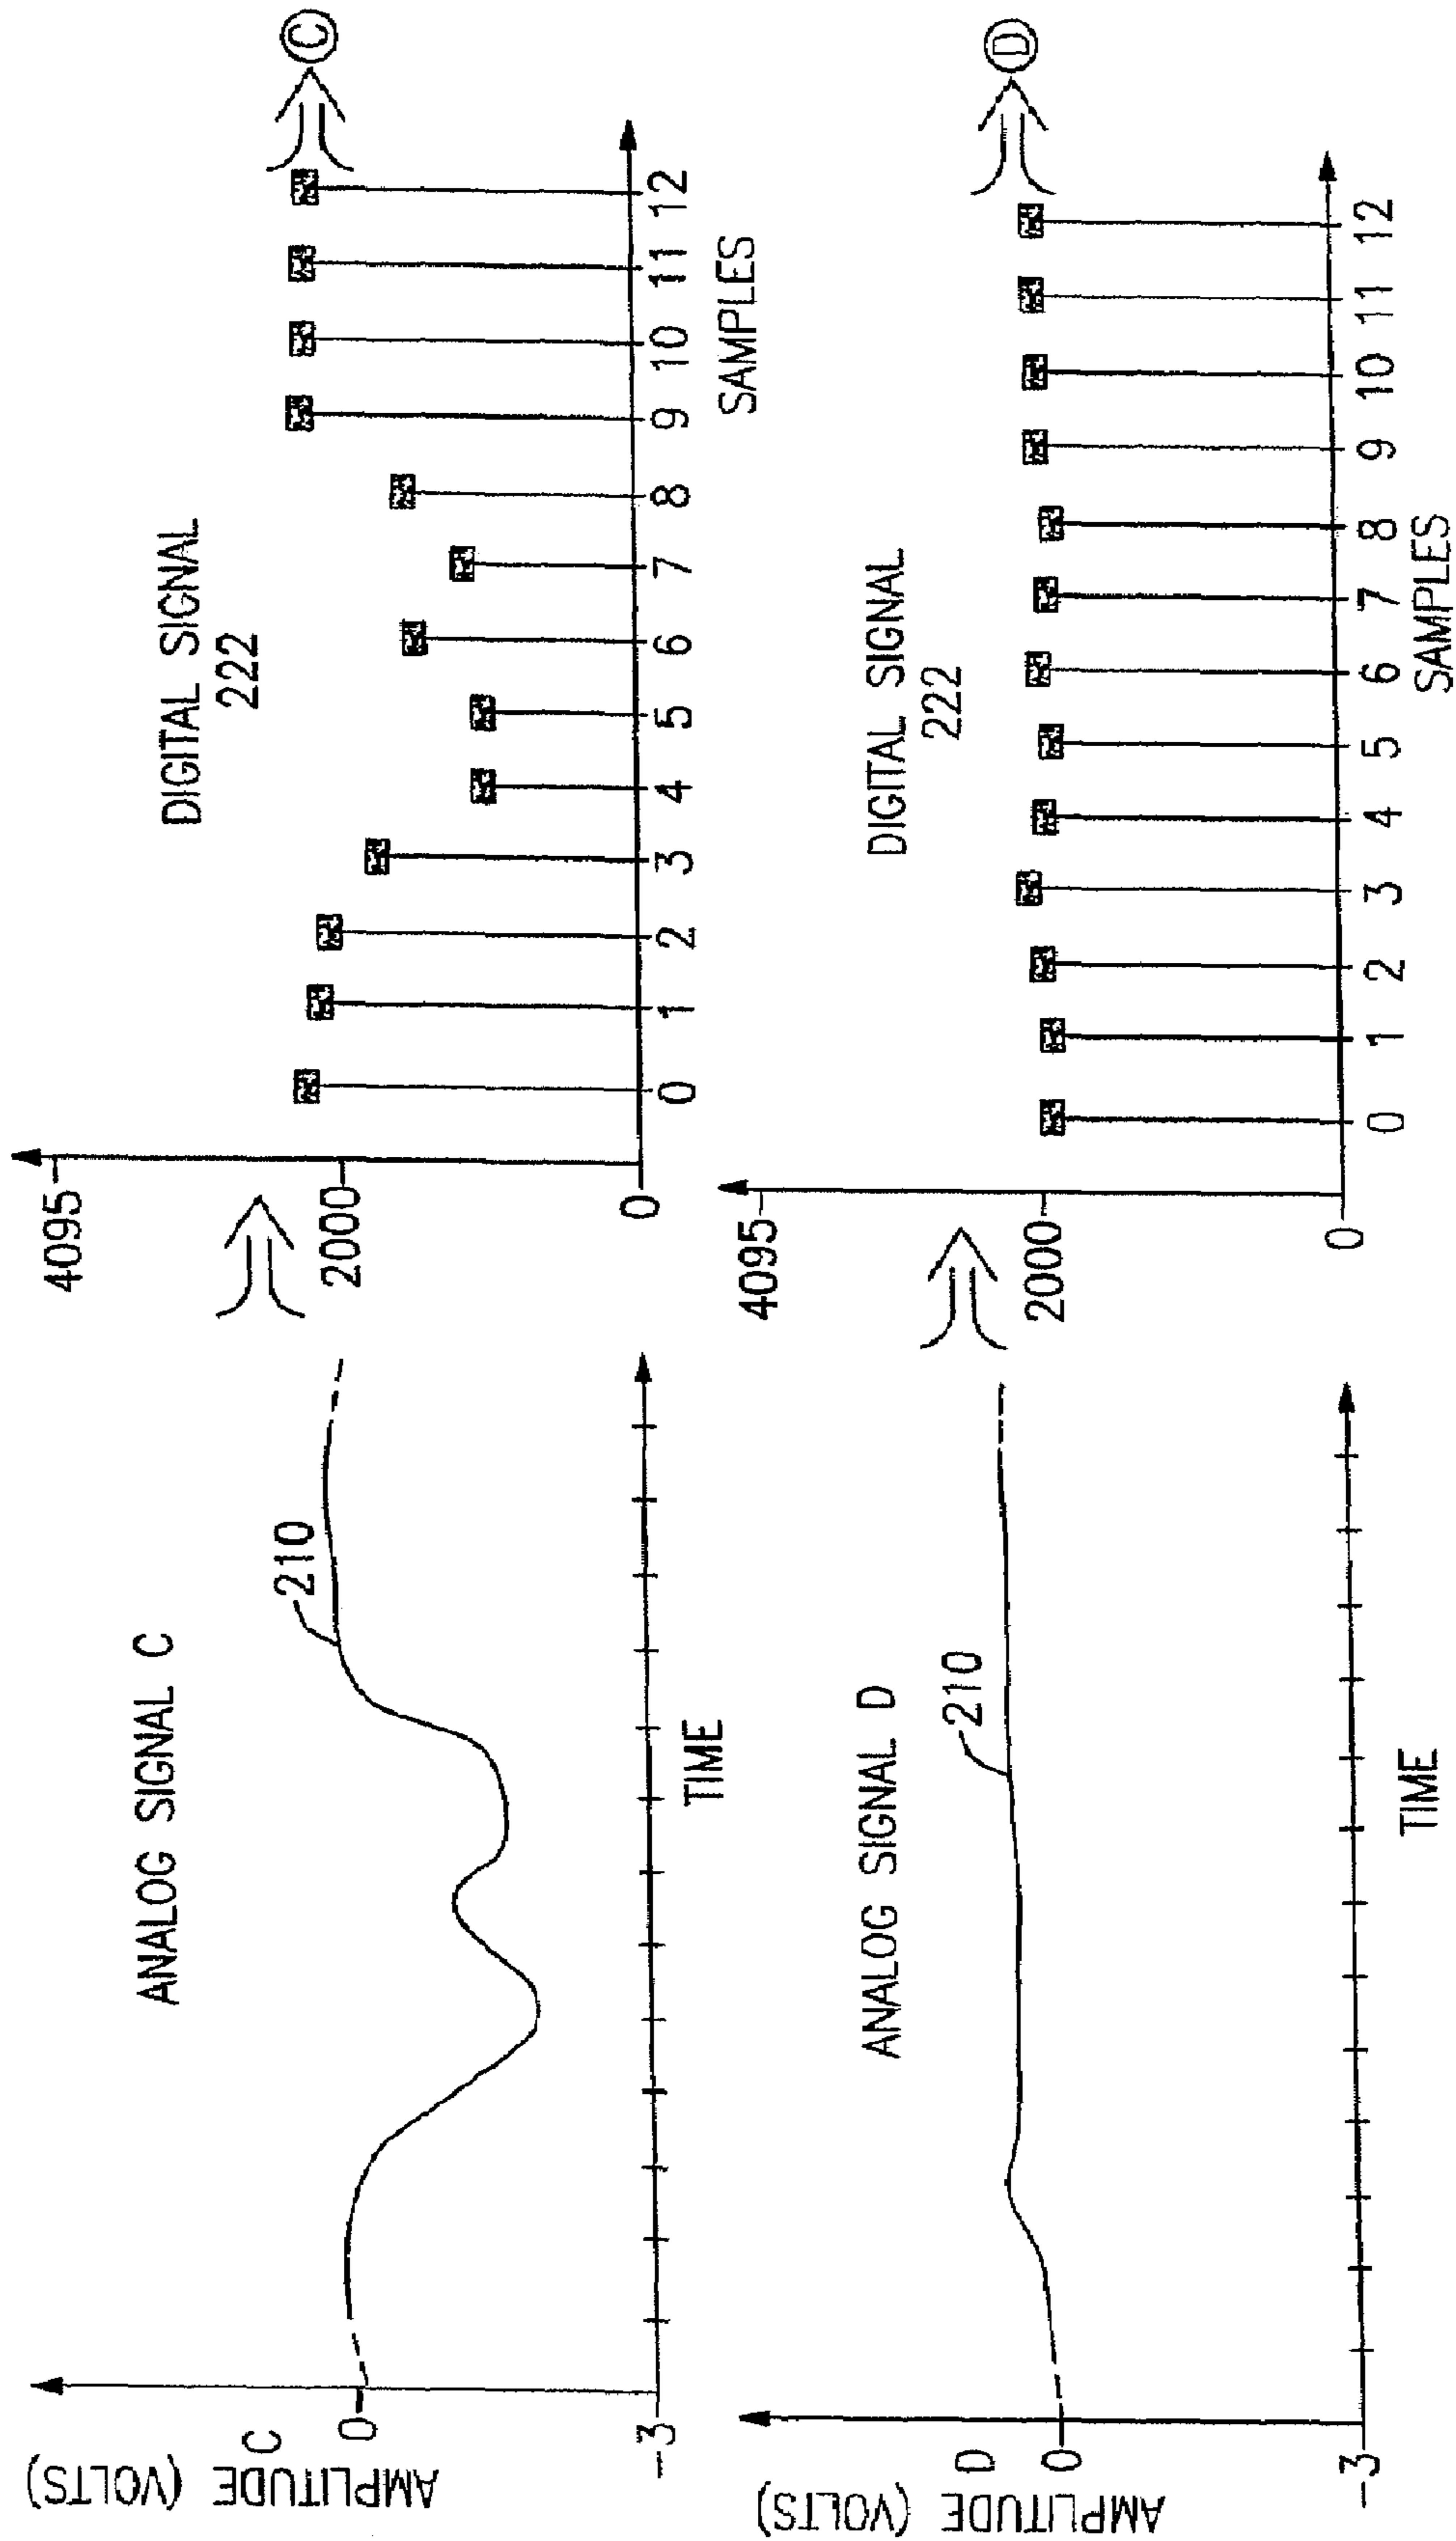 ANALOG SIGNAL C
AMPLITUDE (VOLTS)
C
0
-3
210
TIME
DIGITAL SIGNAL
222
4095
2000
0
0 1 2 3 4 5 6 7 8 9 10 11 12
SAMPLES
C
ANALOG SIGNAL D
AMPLITUDE (VOLTS)
D
0
-3
210
TIME
DIGITAL SIGNAL
222
4095
2000
0
0 1 2 3 4 5 6 7 8 9 10 11 12
SAMPLES
D